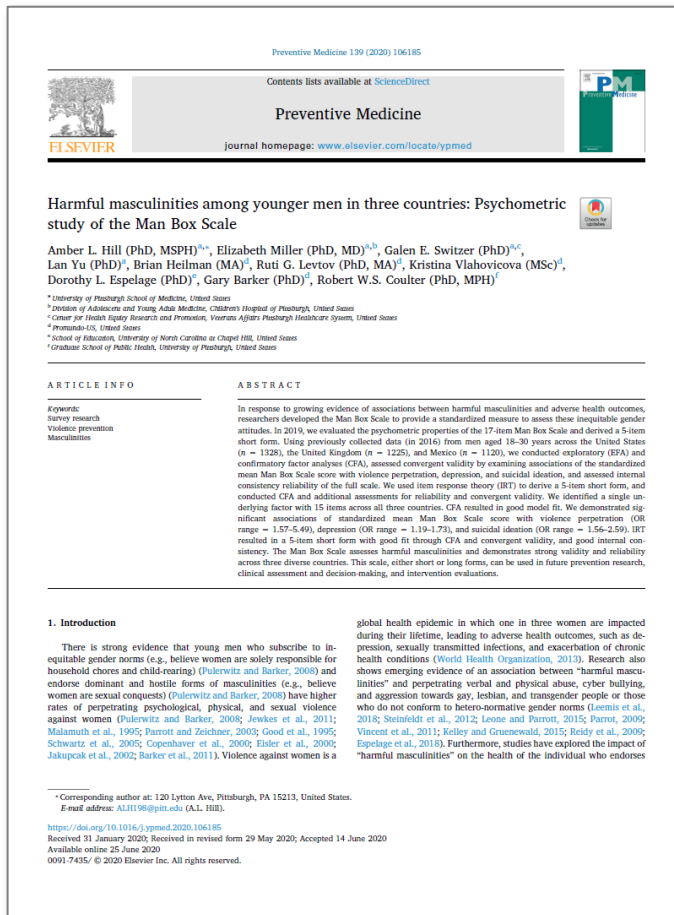 Preventive Medicine 139 (2020) 106185
Contents lists available at ScienceDirect
Preventive Medicine
journal homepage: www.elsevier.com/locate/ypmed
ELSEVIER
PM
Preventive Medicine
Harmful masculinities among younger men in three countries: Psychometric
study of the Man Box Scale
Check for
updates
Amber L. Hill (PhD, MSPH)a,*, Elizabeth Miller (PhD, MD)a,b, Galen E. Switzer (PhD)a,c,
Lan Yu (PhD)a, Brian Heilman (MA)d, Ruti G. Levtov (PhD, MA)d, Kristina Vlahovicova (MSc)d,
Dorothy L. Espelage (PhD)e, Gary Barker (PhD)d, Robert W.S. Coulter (PhD, MPH)f
a University of Pittsburgh School of Medicine, United States
b Division of Adolescent and Young Adult Medicine, Children's Hospital of Pittsburgh, United States
c Center for Health Equity Research and Promotion, Veterans Affairs Pittsburgh Healthcare System, United States
d Promundo-US, United States
e School of Education, University of North Carolina at Chapel Hill, United States
f Graduate School of Public Health, University of Pittsburgh, United States
ARTICLE INFO
Keywords:
Survey research
Violence prevention
Masculinities
ABSTRACT
In response to growing evidence of associations between harmful masculinities and adverse health outcomes,
researchers developed the Man Box Scale to provide a standardized measure to assess these inequitable gender
attitudes. In 2019, we evaluated the psychometric properties of the 17-item Man Box Scale and derived a 5-item
short form. Using previously collected data (in 2016) from men aged 18–30 years across the United States
(n = 1328), the United Kingdom (n = 1225), and Mexico (n = 1120), we conducted exploratory (EFA) and
confirmatory factor analyses (CFA), assessed convergent validity by examining associations of the standardized
mean Man Box Scale score with violence perpetration, depression, and suicidal ideation, and assessed internal
consistency reliability of the full scale. We used item response theory (IRT) to derive a 5-item short form, and
conducted CFA and additional assessments for reliability and convergent validity. We identified a single un-
derlying factor with 15 items across all three countries. CFA resulted in good model fit. We demonstrated sig-
nificant associations of standardized mean Man Box Scale score with violence perpetration (OR
range = 1.57–5.49), depression (OR range = 1.19–1.73), and suicidal ideation (OR range = 1.56–2.59). IRT
resulted in a 5-item short form with good fit through CFA and convergent validity, and good internal con-
sistency. The Man Box Scale assesses harmful masculinities and demonstrates strong validity and reliability
across three diverse countries. This scale, either short or long forms, can be used in future prevention research,
clinical assessment and decision-making, and intervention evaluations.
1. Introduction
There is strong evidence that young men who subscribe to in-
equitable gender norms (e.g., believe women are solely responsible for
household chores and child-rearing) (Pulerwitz and Barker, 2008) and
endorse dominant and hostile forms of masculinities (e.g., believe
women are sexual conquests) (Pulerwitz and Barker, 2008) have higher
rates of perpetrating psychological, physical, and sexual violence
against women (Pulerwitz and Barker, 2008; Jewkes et al., 2011;
Malamuth et al., 1995; Parrott and Zeichner, 2003; Good et al., 1995;
Schwartz et al., 2005; Copenhaver et al., 2000; Eisler et al., 2000;
Jakupcak et al., 2002; Barker et al., 2011). Violence against women is a
global health epidemic in which one in three women are impacted
during their lifetime, leading to adverse health outcomes, such as de-
pression, sexually transmitted infections, and exacerbation of chronic
health conditions (World Health Organization, 2013). Research also
shows emerging evidence of an association between “harmful mascu-
linities” and perpetrating verbal and physical abuse, cyber bullying,
and aggression towards gay, lesbian, and transgender people or those
who do not conform to hetero-normative gender norms (Leemis et al.,
2018; Steinfeldt et al., 2012; Leone and Parrott, 2015; Parrot, 2009;
Vincent et al., 2011; Kelley and Gruenewald, 2015; Reidy et al., 2009;
Espelage et al., 2018). Furthermore, studies have explored the impact of
“harmful masculinities” on the health of the individual who endorses
* Corresponding author at: 120 Lytton Ave, Pittsburgh, PA 15213, United States.
E-mail address: ALH198@pitt.edu (A.L. Hill).
https://doi.org/10.1016/j.ypmed.2020.106185
Received 31 January 2020; Received in revised form 29 May 2020; Accepted 14 June 2020
Available online 25 June 2020
0091-7435/ © 2020 Elsevier Inc. All rights reserved.